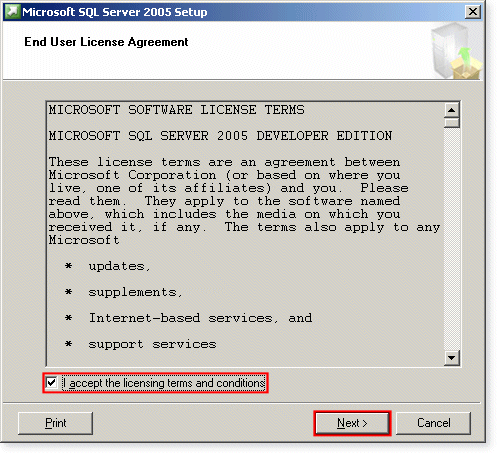 Microsoft SQL Server 2005 Setup
End User License Agreement
MICROSOFT SOFTWARE LICENSE TERMS
MICROSOFT SQL SERVER 2005 DEVELOPER EDITION
These license terms are an agreement between
Microsoft Corporation (or based on where you
live, one of its affiliates) and you.  Please
read them.  They apply to the software named
above, which includes the media on which you
received it, if any.  The terms also apply to any
Microsoft
* updates,
* supplements,
* Internet-based services, and
* support services
I accept the licensing terms and conditions
Print
Next >
Cancel